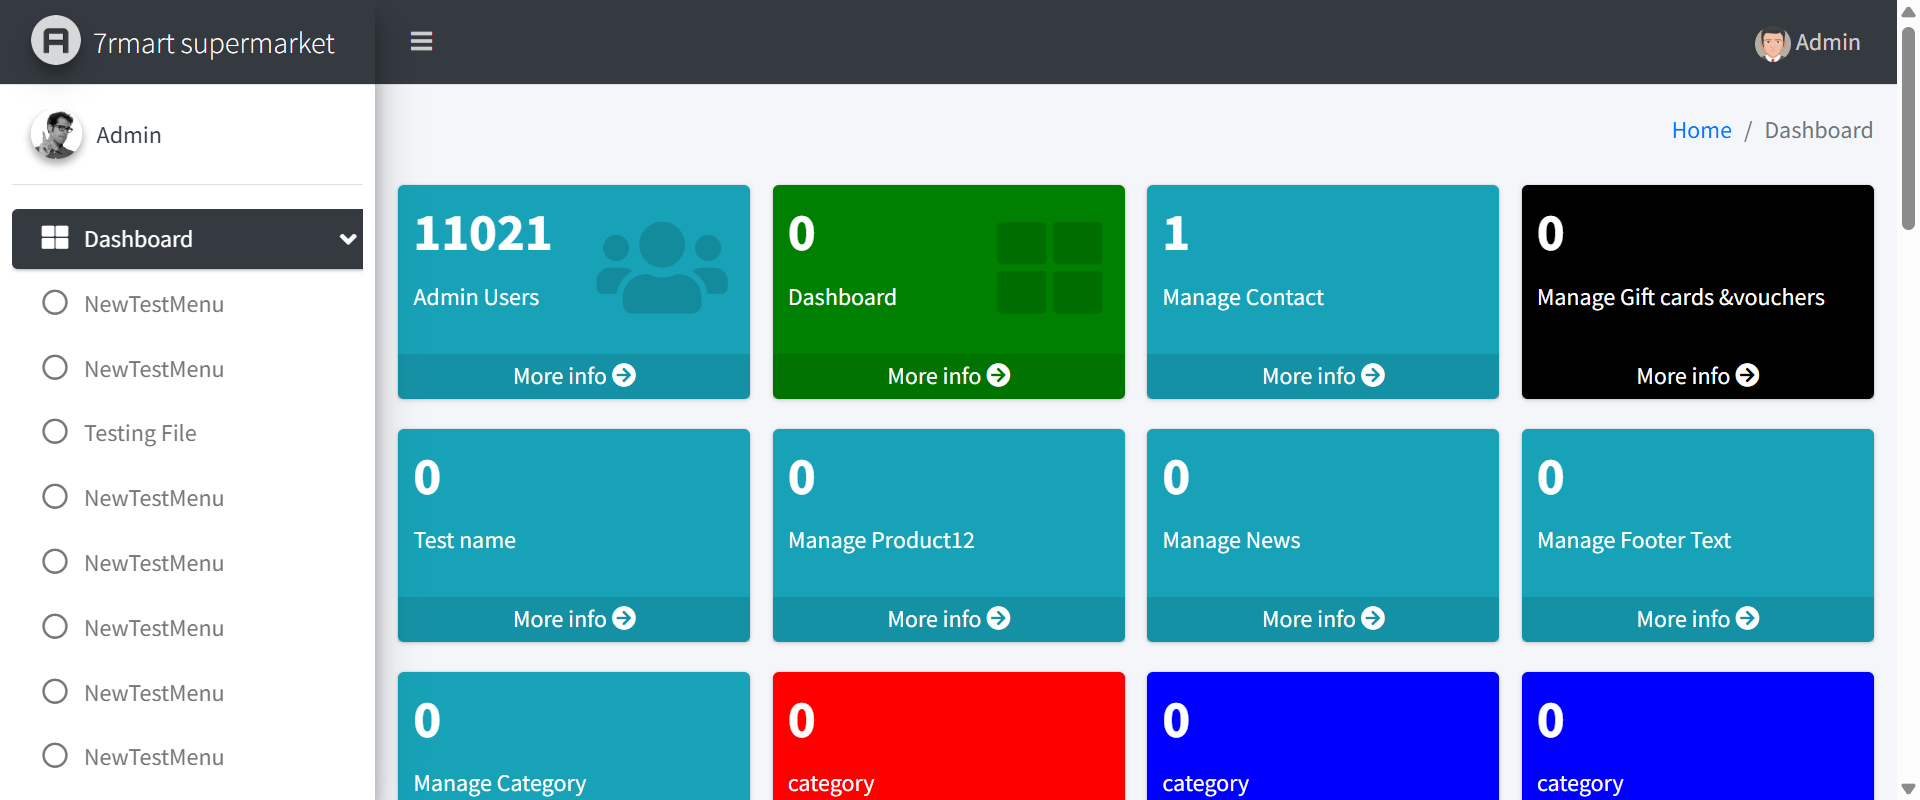 7rmart supermarket
Admin
Admin
Home / Dashboard
Dashboard
NewTestMenu
NewTestMenu
Testing File
NewTestMenu
NewTestMenu
NewTestMenu
NewTestMenu
NewTestMenu
11021
Admin Users
More info
0
Dashboard
More info
1
Manage Contact
More info
0
Manage Gift cards &vouchers
More info
0
Test name
More info
0
Manage Product12
More info
0
Manage News
More info
0
Manage Footer Text
More info
0
Manage Category
0
category
0
category
0
category